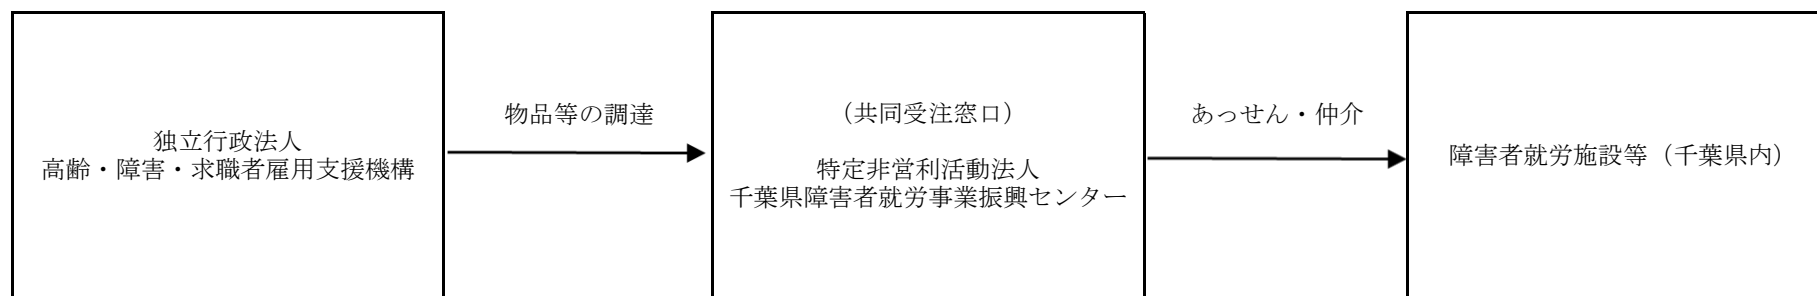 独立行政法人
高齢・障害・求職者雇用支援機構
物品等の調達
（共同受注窓口）
特定非営利活動法人
千葉県障害者就労事業振興センター
あっせん・仲介
障害者就労施設等（千葉県内）